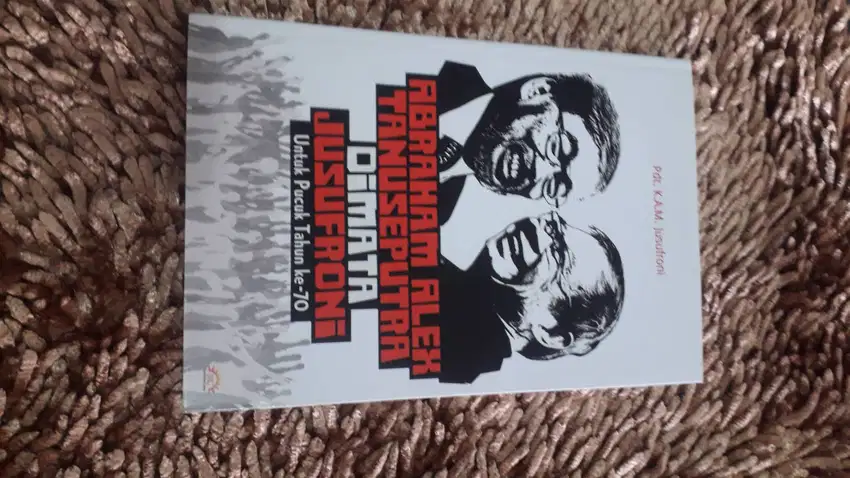 Pdt. K.A.M. Jusufroni
ABRAHAM ALEX
TANUSEPUTRA
DiMATA
JUSUFRONi
Untuk Pucuk Tahun ke-70